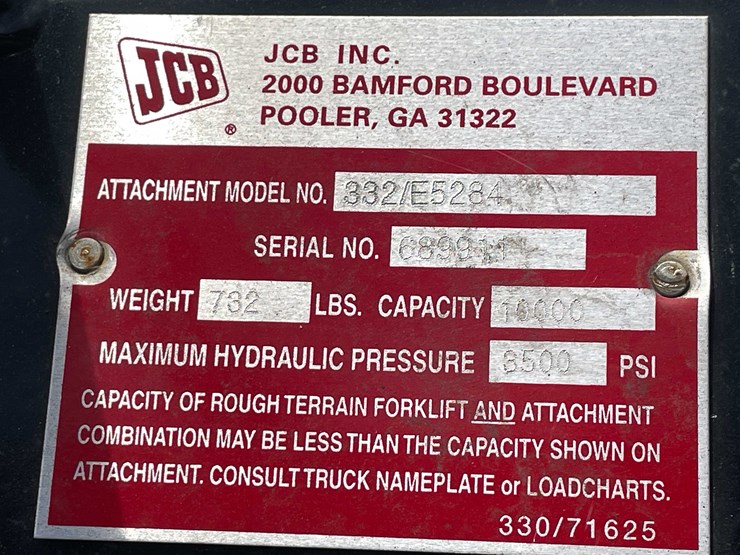 JCB
®
JCB INC.
2000 BAMFORD BOULEVARD
POOLER, GA 31322
ATTACHMENT MODEL NO. 332/E5284
SERIAL NO.
WEIGHT 732 LBS. CAPACITY 10000
MAXIMUM HYDRAULIC PRESSURE PSI
CAPACITY OF ROUGH TERRAIN FORKLIFT AND ATTACHMENT
COMBINATION MAY BE LESS THAN THE CAPACITY SHOWN ON
ATTACHMENT. CONSULT TRUCK NAMEPLATE or LOADCHARTS.
330/71625